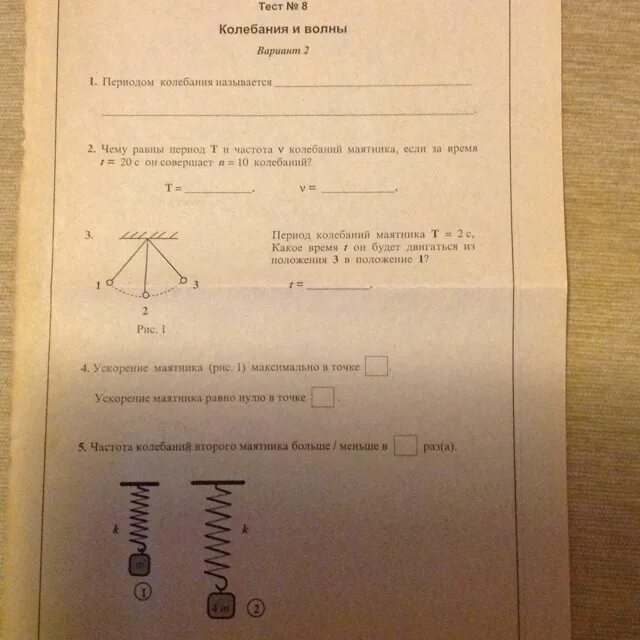 Тест № 8
Колебания и волны
Вариант 2
1. Периодом колебания называется
2. Чему равны период T и частота ν колебаний маятника, если за время
t = 20 с он совершает n = 10 колебаний?
T = . ν = .
3.
Период колебаний маятника T = 2 с,
Какое время t он будет двигаться из
положения 3 в положение 1?
t = .
1
3
2
Рис. 1
4. Ускорение маятника (рис. 1) максимально в точке .
Ускорение маятника равно нулю в точке .
5. Частота колебаний второго маятника больше / меньше в раз(а).
k
k
m
1
4 m
2